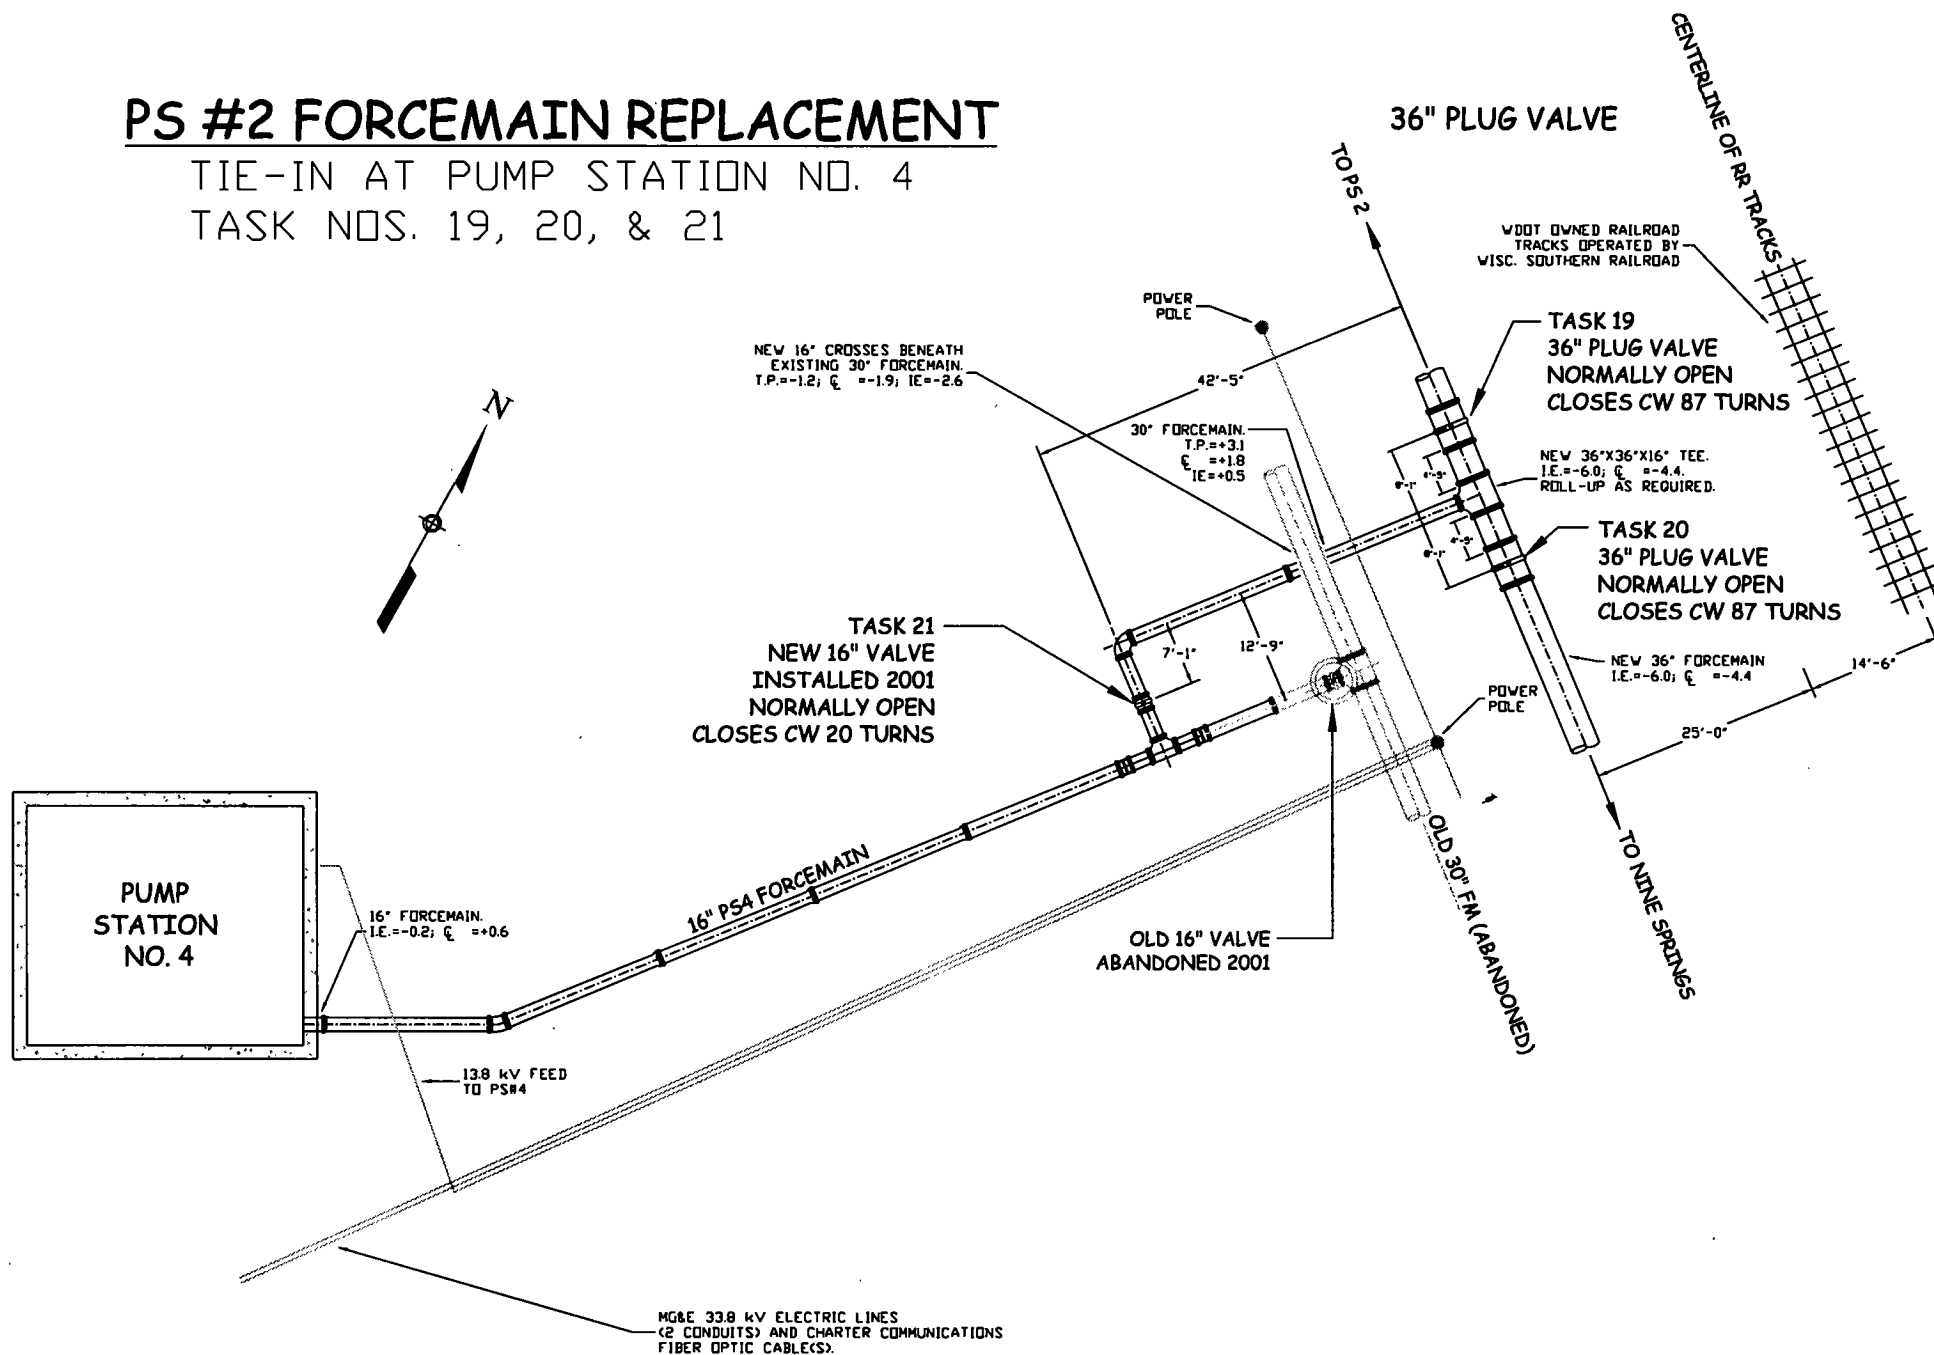 PS #2 FORCEMAIN REPLACEMENT
TIE-IN AT PUMP STATION NO. 4
TASK NOS. 19, 20, & 21
36" PLUG VALVE
CENTERLINE OF RR TRACKS
TO PS 2
WDOT OWNED RAILROAD
TRACKS OPERATED BY
WISC. SOUTHERN RAILROAD
POWER
POLE
TASK 19
36" PLUG VALVE
NORMALLY OPEN
CLOSES CW 87 TURNS
NEW 16" CROSSES BENEATH
EXISTING 30" FORCEMAIN.
T.P.=-1.2; ℄ =-1.9; IE=-2.6
42'-5"
N
30" FORCEMAIN.
T.P.=+3.1
℄ =+1.8
IE=+0.5
NEW 36"X36"X16" TEE.
I.E.=-6.0; ℄ =-4.4.
ROLL-UP AS REQUIRED.
4'-9"
4'-9"
TASK 20
36" PLUG VALVE
NORMALLY OPEN
CLOSES CW 87 TURNS
TASK 21
NEW 16" VALVE
INSTALLED 2001
NORMALLY OPEN
CLOSES CW 20 TURNS
7'-1"
12'-9"
NEW 36" FORCEMAIN
I.E.=-6.0; ℄ =-4.4
14'-6"
POWER
POLE
25'-0"
PUMP
STATION
NO. 4
16" FORCEMAIN.
I.E.=-0.2; ℄ =+0.6
16" PS4 FORCEMAIN
OLD 16" VALVE
ABANDONED 2001
OLD 30" FM (ABANDONED)
TO NINE SPRINGS
13.8 kV FEED
TO PS#4
MG&E 33.8 kV ELECTRIC LINES
(2 CONDUITS) AND CHARTER COMMUNICATIONS
FIBER OPTIC CABLE(S).